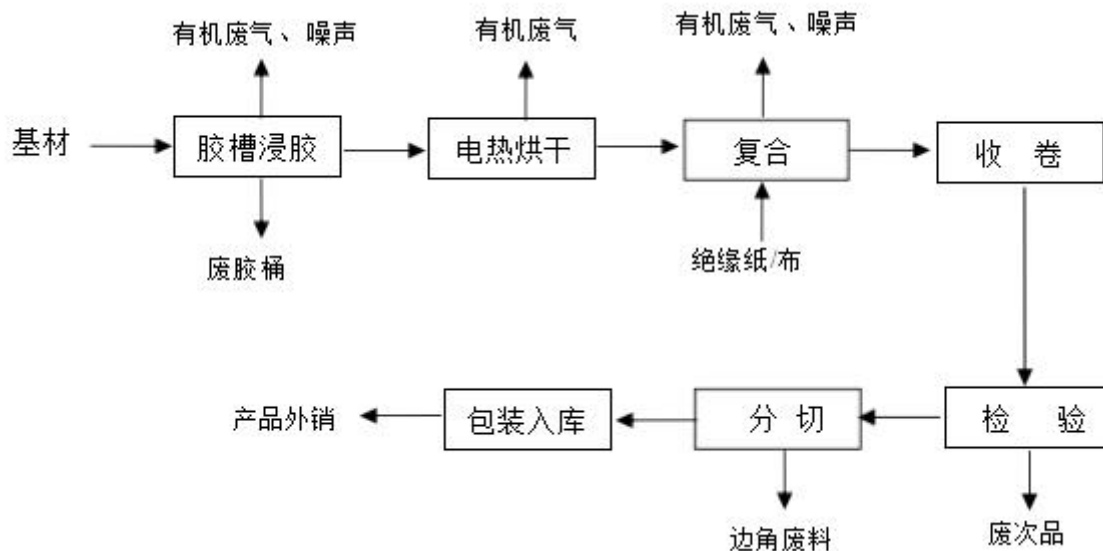 有机废气、噪声
有机废气
有机废气、噪声
基材
胶槽浸胶
电热烘干
复合
收 卷
废胶桶
绝缘纸/布
产品外销
包装入库
分 切
检 验
边角废料
废次品